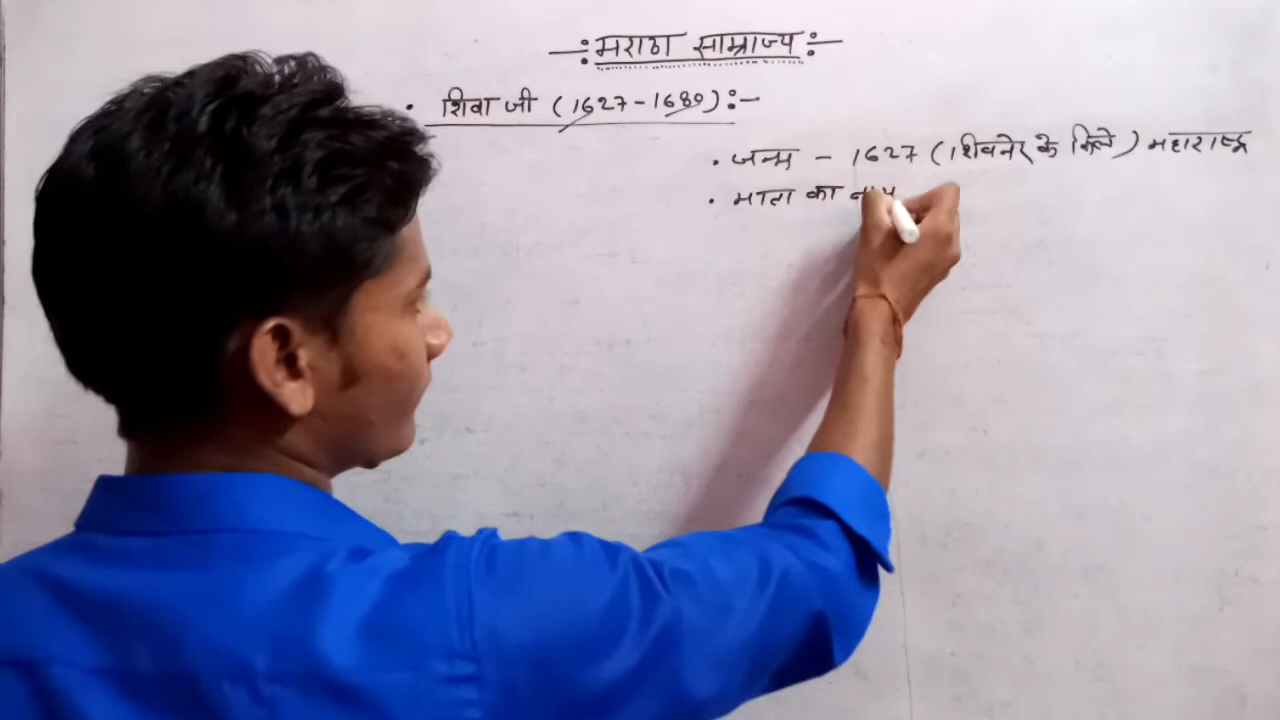 —: मराठा साम्राज्य :—
• शिवा जी (1627-1680) :-
• जन्म - 1627 (शिवनेर के किले) महाराष्ट्र
• माता का नाम